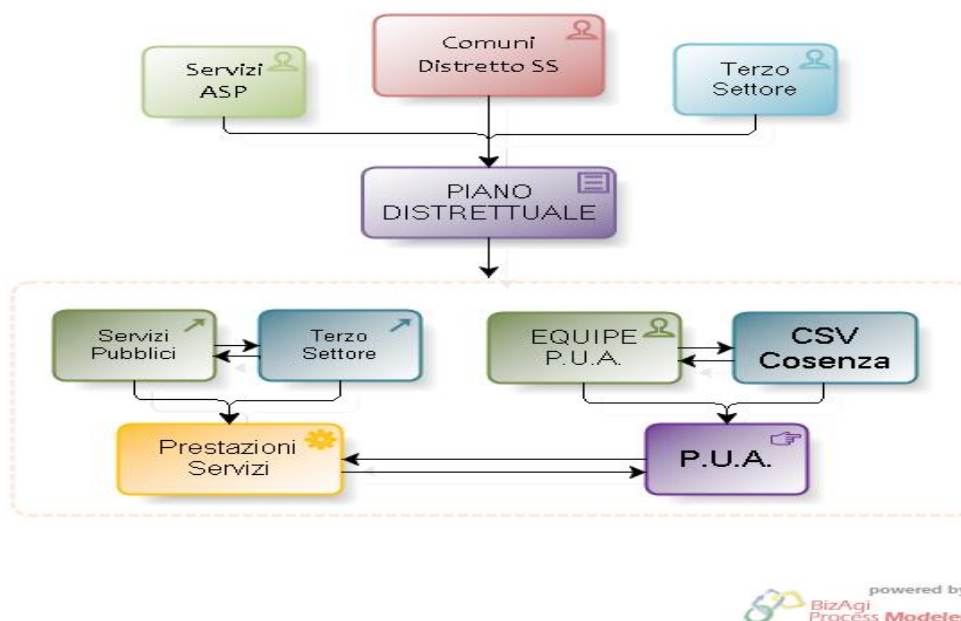 Servizi
ASP
Comuni
Distretto SS
Terzo
Settore
PIANO
DISTRETTUALE
Servizi
Pubblici
Terzo
Settore
EQUIPE
P.U.A.
CSV
Cosenza
Prestazioni
Servizi
P.U.A.
powered by
BizAgi
Process Modeler